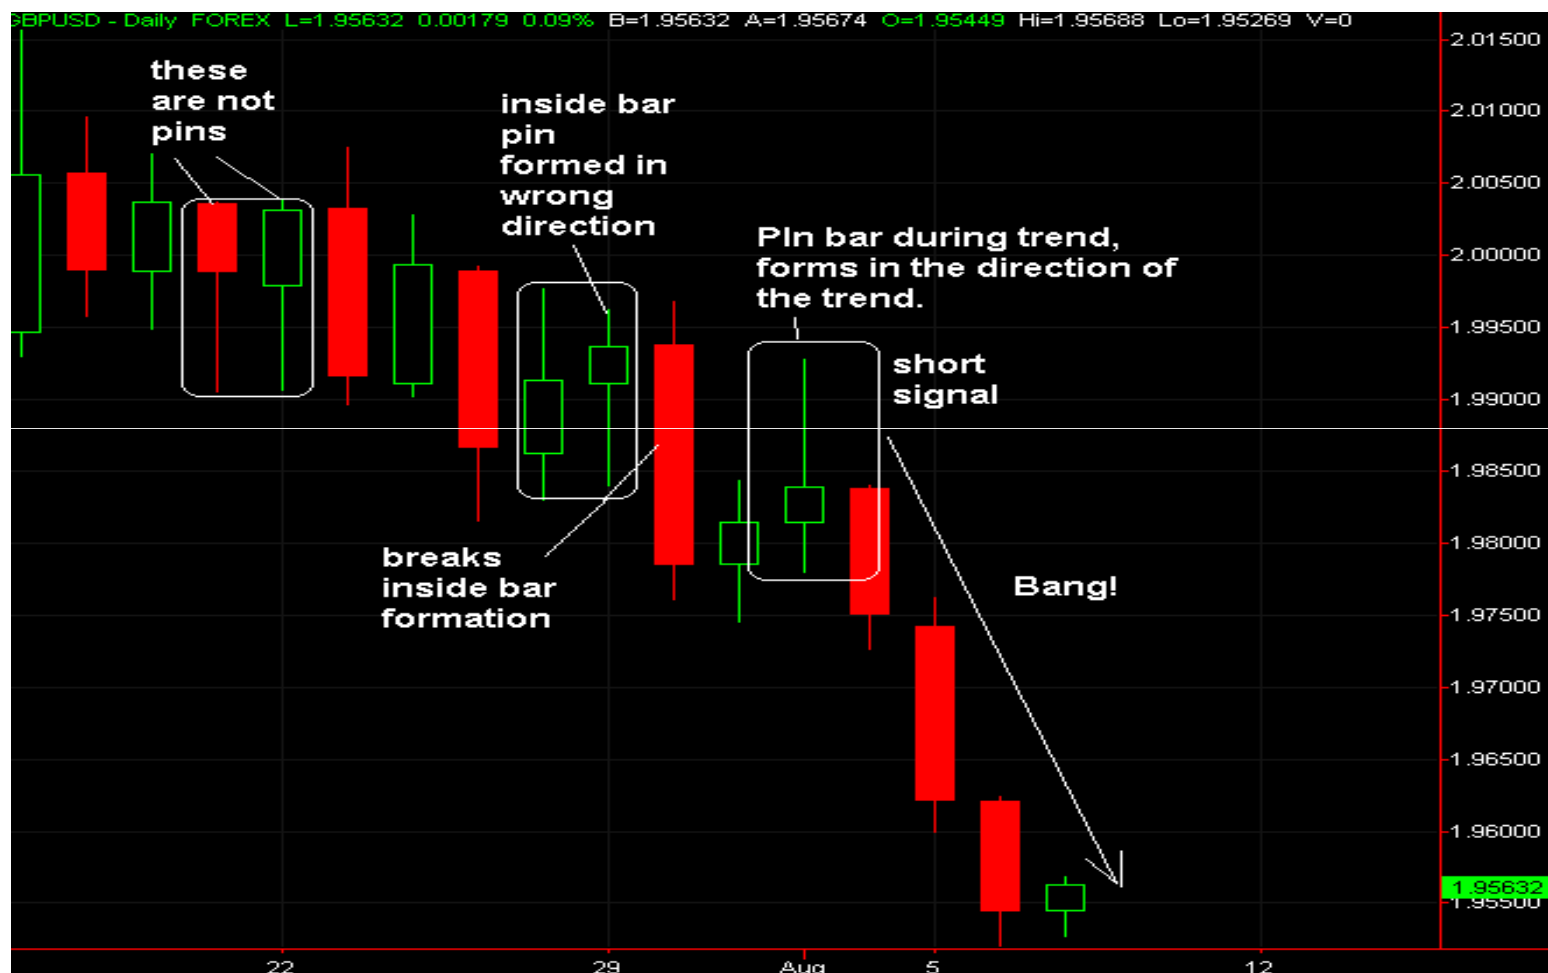 GBPUSD - Daily FOREX L=1.95632 0.00179 0.09% B=1.95632 A=1.95674 O=1.95449 Hi=1.95688 Lo=1.95269 V=0
these
are not
pins
inside bar
pin
formed in
wrong
direction
PIn bar during trend,
forms in the direction of
the trend.
short
signal
breaks
inside bar
formation
Bang!
2.01500
2.01000
2.00500
2.00000
1.99500
1.99000
1.98500
1.98000
1.97500
1.97000
1.96500
1.96000
1.95632
1.95500
22 29 Aug 5 12